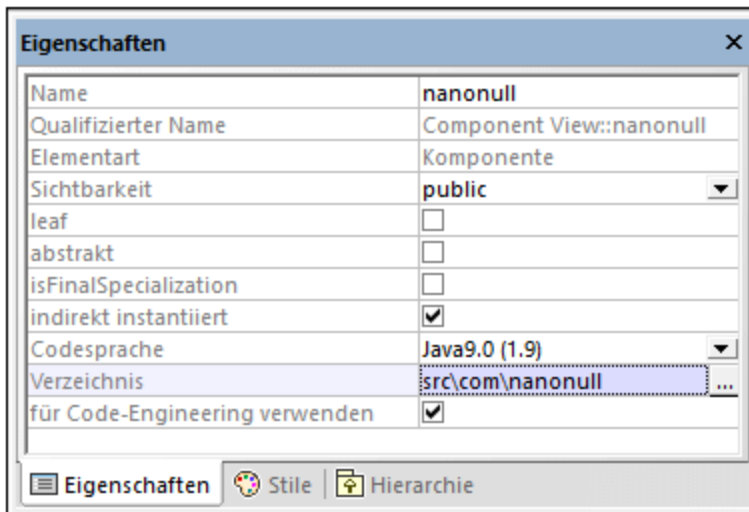 Eigenschaften
Name nanonull
Qualifizierter Name Component View::nanonull
Elementart Komponente
Sichtbarkeit public
leaf
abstrakt
isFinalSpecialization
indirekt instantiiert
Codesprache Java9.0 (1.9)
Verzeichnis src\com\nanonull ...
für Code-Engineering verwenden
Eigenschaften Stile Hierarchie